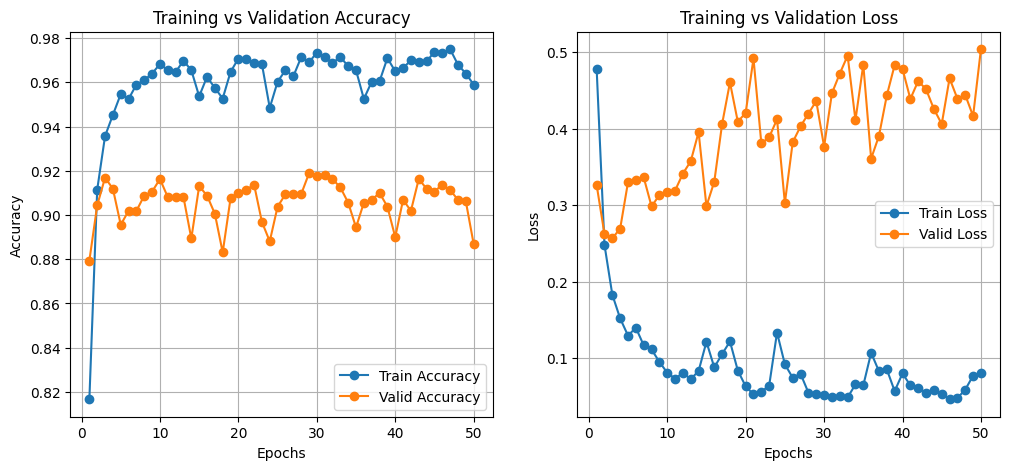 Training vs Validation Accuracy
0.98
0.96
0.94
0.92
0.90
0.88
0.86
0.84
0.82
Accuracy
Train Accuracy
Valid Accuracy
0 10 20 30 40 50
Epochs
Training vs Validation Loss
0.5
0.4
0.3
0.2
0.1
Loss
Train Loss
Valid Loss
0 10 20 30 40 50
Epochs